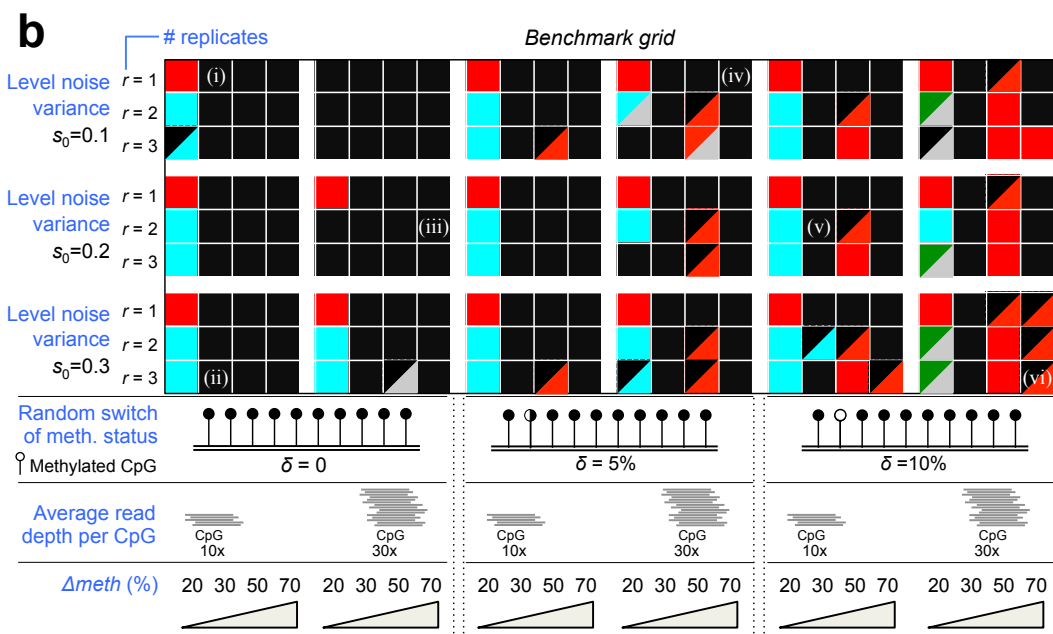 b
# replicates
Benchmark grid
Level noise
variance
s₀=0.1
r = 1
r = 2
r = 3
(i)
(iv)
Level noise
variance
s₀=0.2
r = 1
r = 2
r = 3
(iii)
(v)
Level noise
variance
s₀=0.3
r = 1
r = 2
r = 3
(ii)
(vi)
Random switch
of meth. status
Methylated CpG
δ = 0
δ = 5%
δ =10%
Average read
depth per CpG
CpG
10x
CpG
30x
CpG
10x
CpG
30x
CpG
10x
CpG
30x
Δmeth (%)
20 30 50 70 20 30 50 70 20 30 50 70 20 30 50 70 20 30 50 70 20 30 50 70